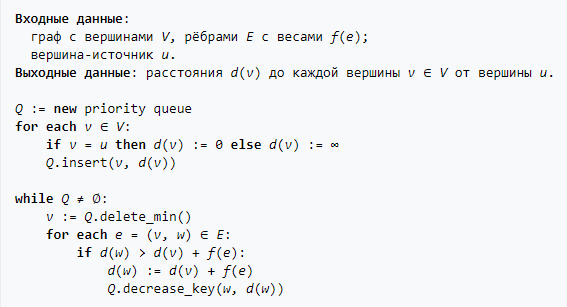 Входные данные:
граф с вершинами V, рёбрами E с весами f(e);
вершина-источник u.
Выходные данные: расстояния d(v) до каждой вершины v ∈ V от вершины u.
Q := new priority queue
for each v ∈ V:
if v = u then d(v) := 0 else d(v) := ∞
Q.insert(v, d(v))
while Q ≠ ∅:
v := Q.delete_min()
for each e = (v, w) ∈ E:
if d(w) > d(v) + f(e):
d(w) := d(v) + f(e)
Q.decrease_key(w, d(w))